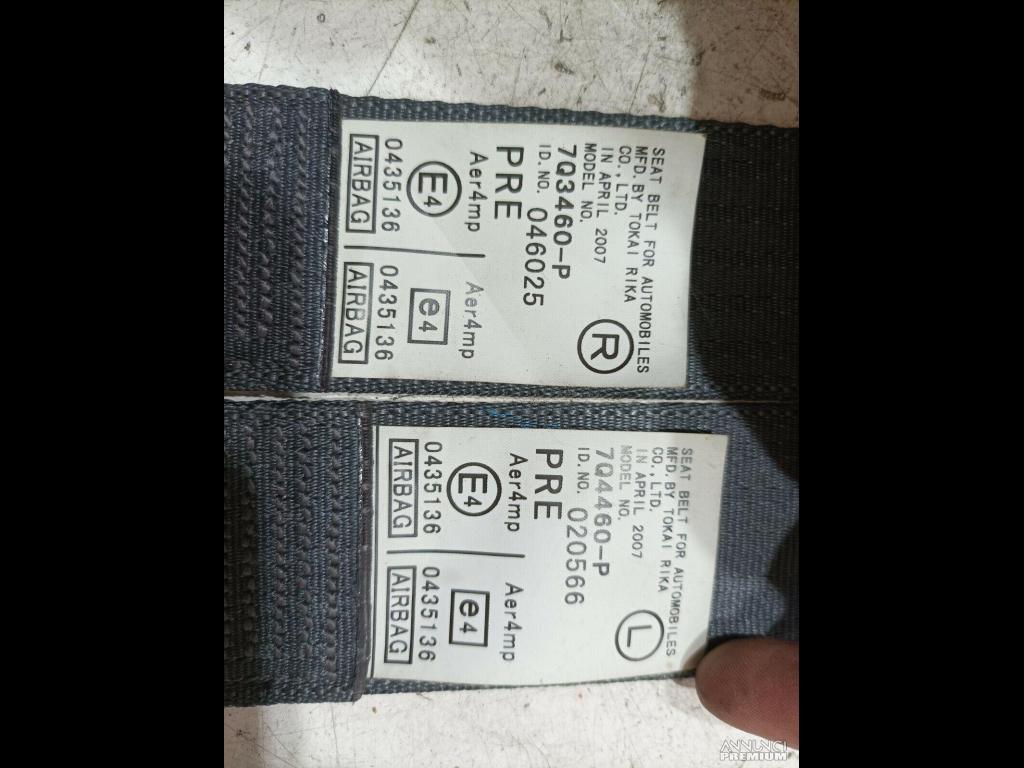 SEAT BELT FOR AUTOMOBILES
MFD. BY TOKAI RIKA
CO., LTD.
IN APRIL 2007
MODEL NO.
7Q3460-P
R
ID. NO. 046025
PRE
Aer4mp Aer4mp
E4 e4
0435136 0435136
AIRBAG AIRBAG
SEAT BELT FOR AUTOMOBILES
MFD. BY TOKAI RIKA
CO., LTD.
IN APRIL 2007
MODEL NO.
7Q4460-P
L
ID. NO. 020566
PRE
Aer4mp Aer4mp
E4 e4
0435136 0435136
AIRBAG AIRBAG
ANNUNCI
PREMIUM